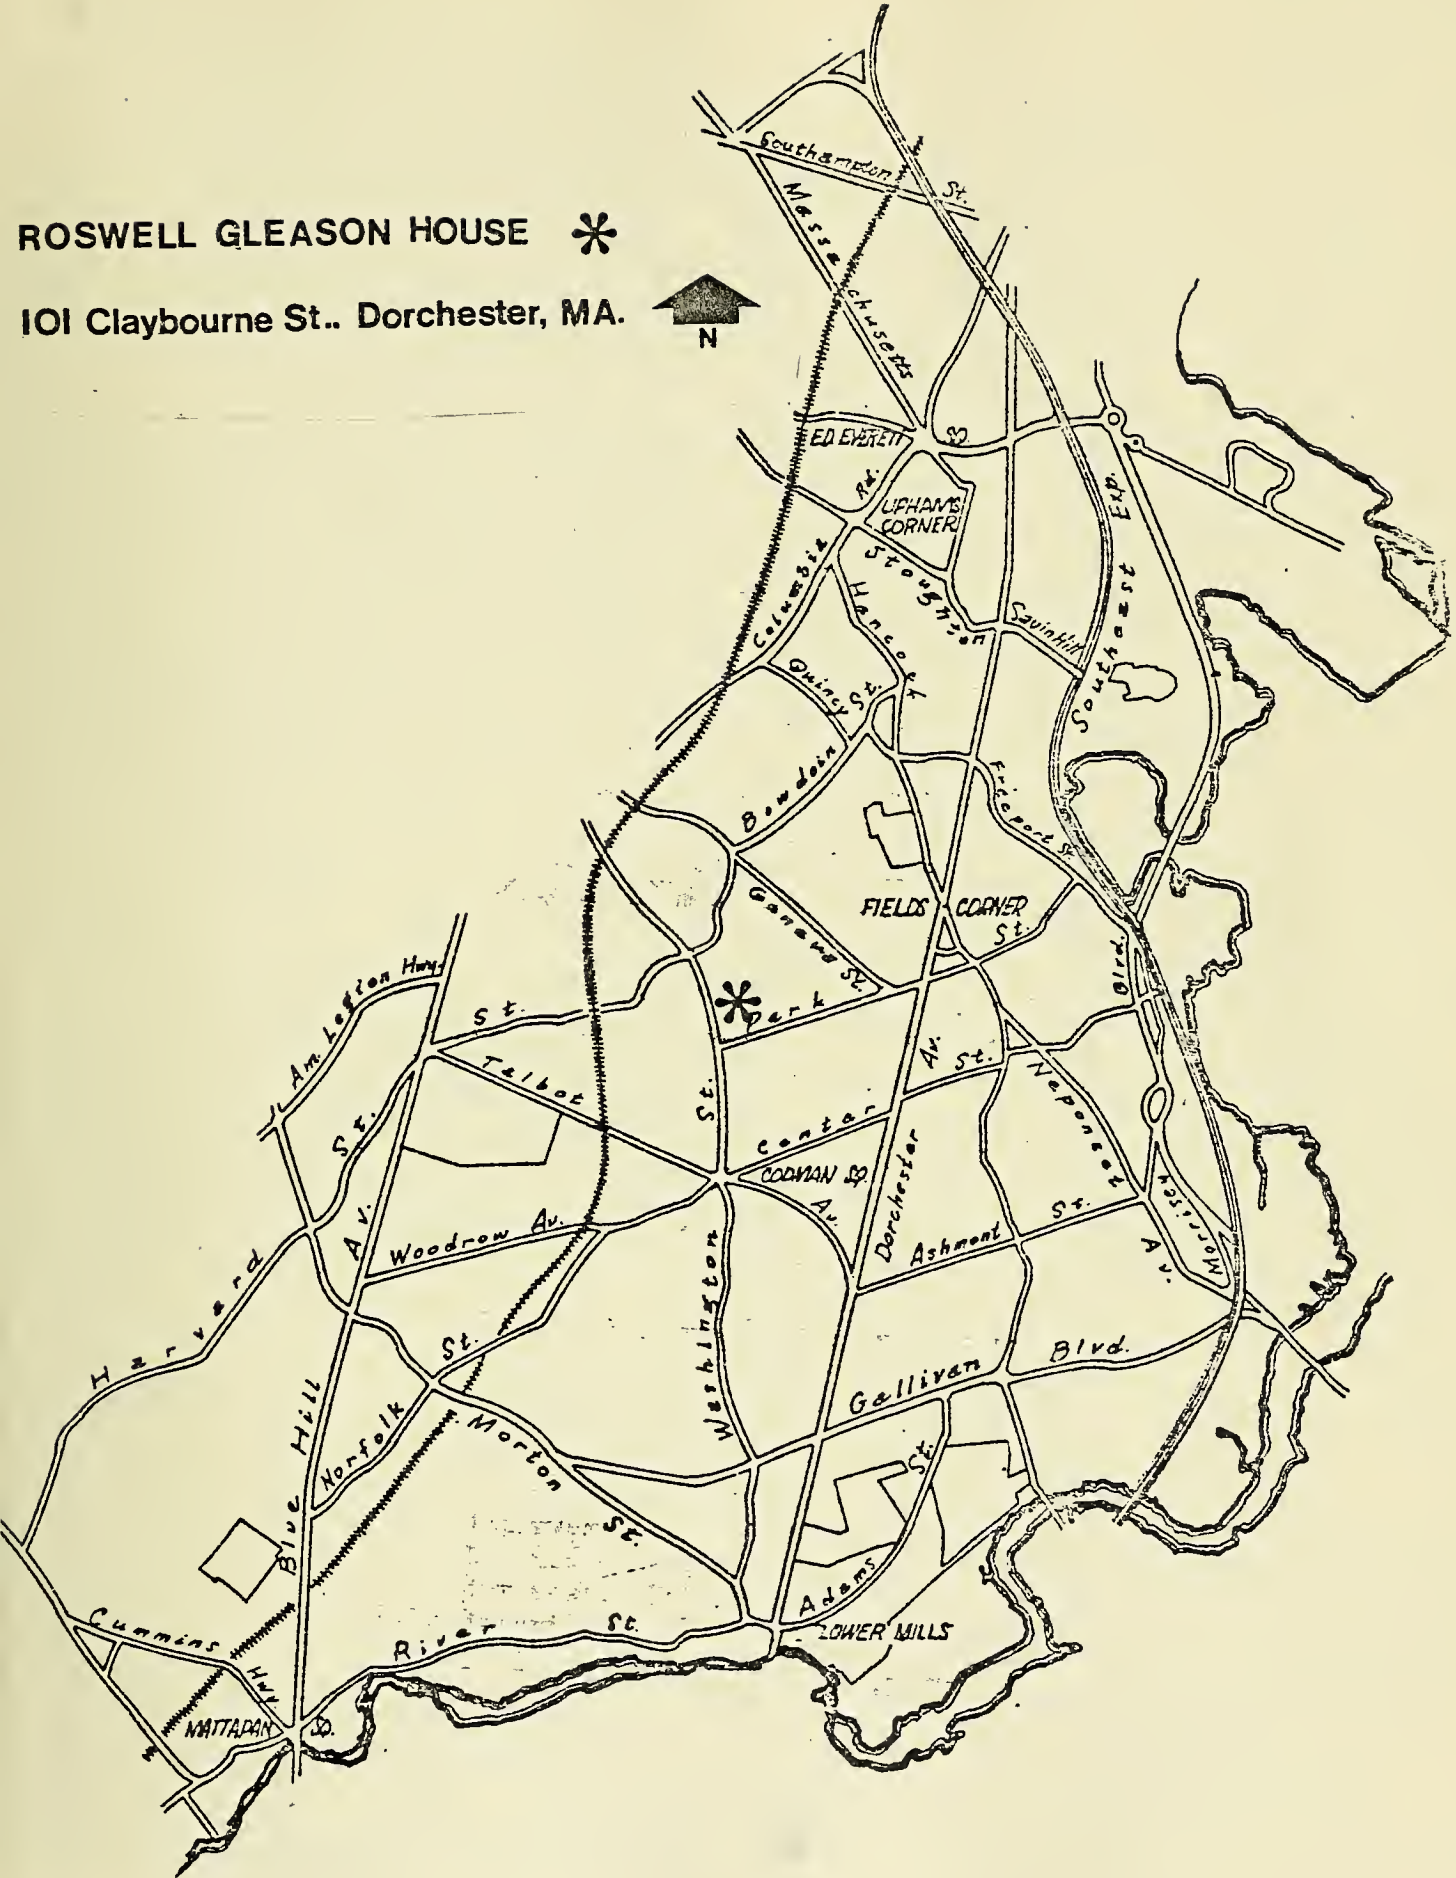 ROSWELL GLEASON HOUSE *
101 Claybourne St.. Dorchester, MA.
N
Southampton St.
Massachusetts
ED EVERETT SQ.
Rd.
UPHAMS
CORNER
Columbia
Stoughton
Hancock
Savin Hill
Southeast Exp.
Quincy
St.
Bowdoin
Freeport St.
Geneva St.
FIELDS CORNER
St.
Park
Blvd.
Am. Legion Hwy.
St.
Talbot
St.
Av.
St.
Neponset
Center
St.
CODMAN SQ.
Av.
Dorchester
Ashmont St.
Morrissey
Av.
Woodrow Av.
Av.
Harvard
St.
Washington
Gallivan Blvd.
Blue Hill
Norfolk
Morton
St.
St.
Adams
Cummins
Hwy.
River St.
LOWER MILLS
MATTAPAN SQ.